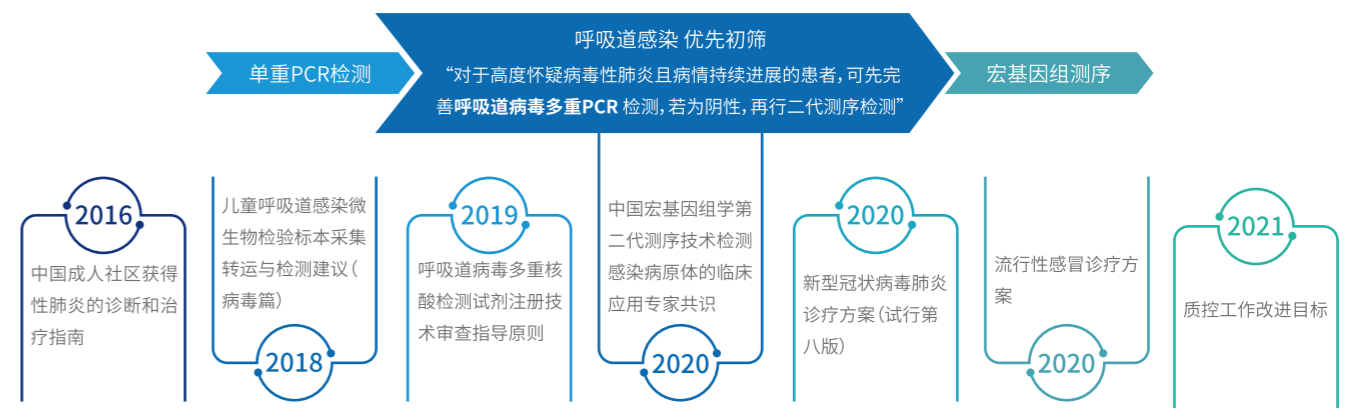 单重PCR检测
呼吸道感染 优先初筛
“对于高度怀疑病毒性肺炎且病情持续进展的患者，可先完
善呼吸道病毒多重PCR 检测，若为阴性，再行二代测序检测”
宏基因组测序
2016
中国成人社区获得
性肺炎的诊断和治
疗指南
儿童呼吸道感染微
生物检验标本采集
转运与检测建议（
病毒篇）
2018
2019
呼吸道病毒多重核
酸检测试剂注册技
术审查指导原则
中国宏基因组学第
二代测序技术检测
感染病原体的临床
应用专家共识
2020
2020
新型冠状病毒肺炎
诊疗方案（试行第
八版）
流行性感冒诊疗方
案
2020
2021
质控工作改进目标